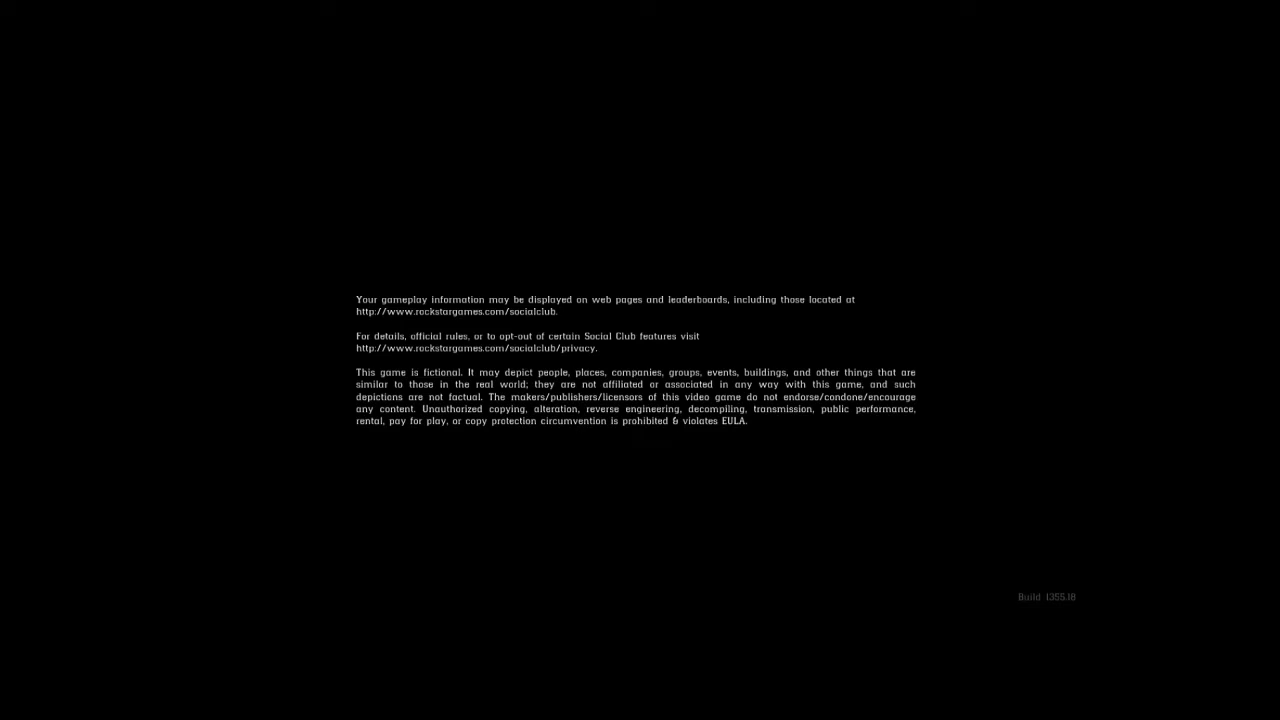 Your gameplay information may be displayed on web pages and leaderboards, including those located at
http://www.rockstargames.com/socialclub.
For details, official rules, or to opt-out of certain Social Club features visit
http://www.rockstargames.com/socialclub/privacy.
This game is fictional. It may depict people, places, companies, groups, events, buildings, and other things that are
similar to those in the real world; they are not affiliated or associated in any way with this game, and such
depictions are not factual. The makers/publishers/licensors of this video game do not endorse/condone/encourage
any content. Unauthorized copying, alteration, reverse engineering, decompiling, transmission, public performance,
rental, pay for play, or copy protection circumvention is prohibited & violates EULA.
Build 1355.18